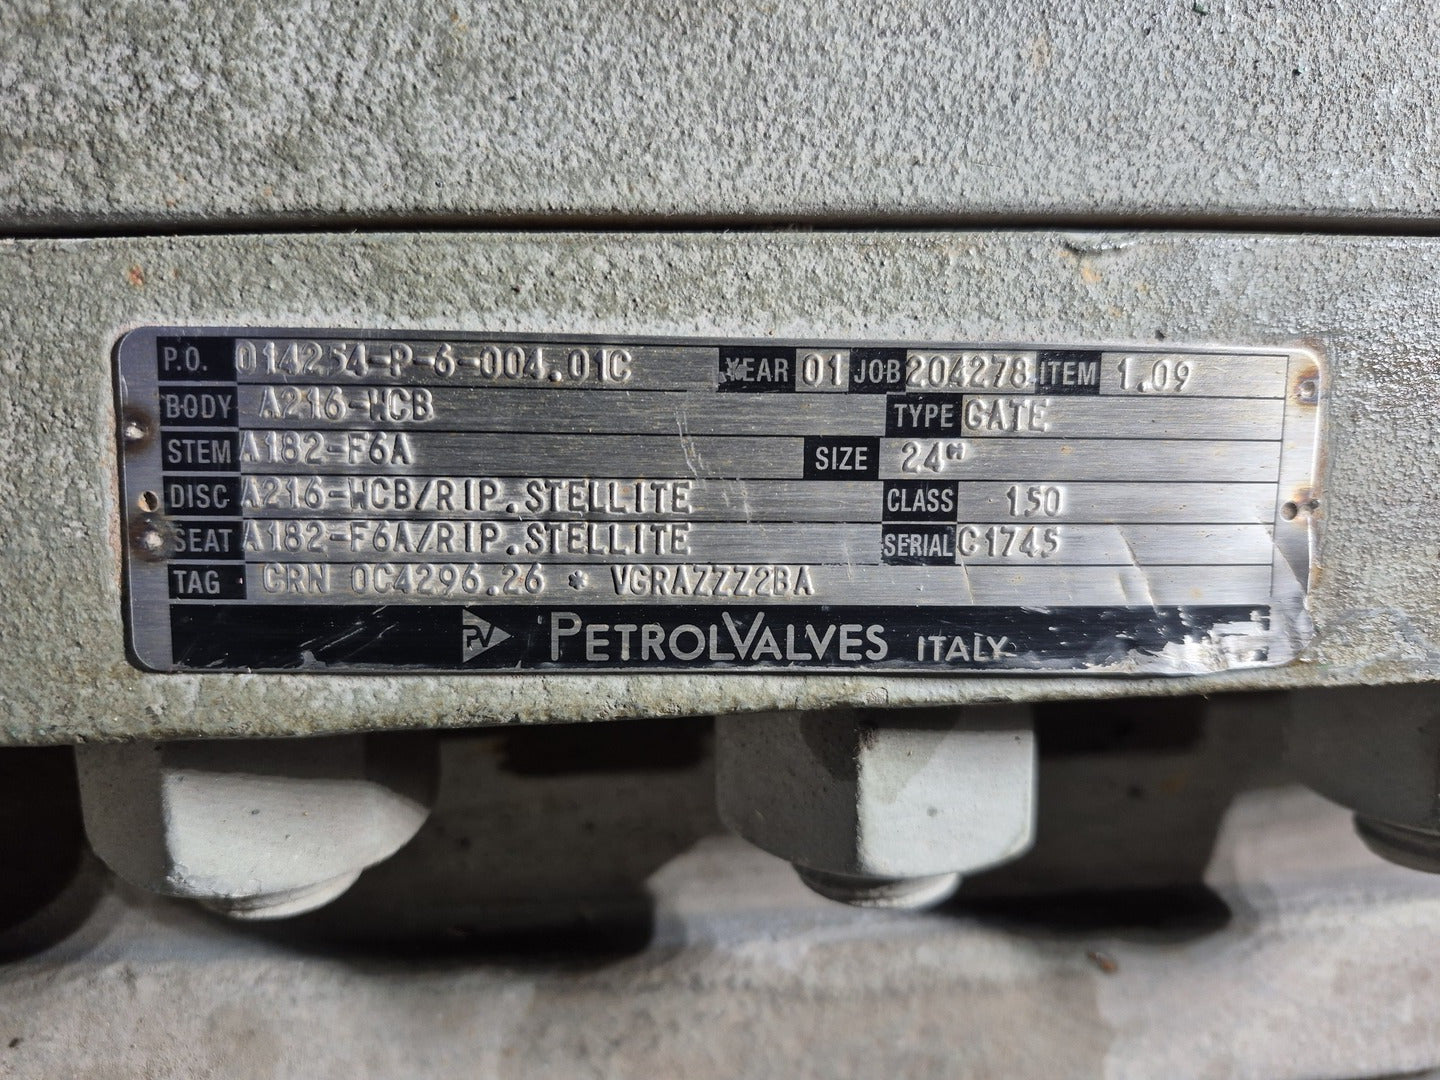 P.O. 014254-P-6-004.01C YEAR 01 JOB 204278 ITEM 1.09
BODY A216-WCB TYPE GATE
STEM A182-F6A SIZE 24"
DISC A216-WCB/RIP.STELLITE CLASS 150
SEAT A182-F6A/RIP.STELLITE SERIAL C1745
TAG CRN 0C4296.26 * VGRAZZZ2BA
PV PETROLVALVES ITALY